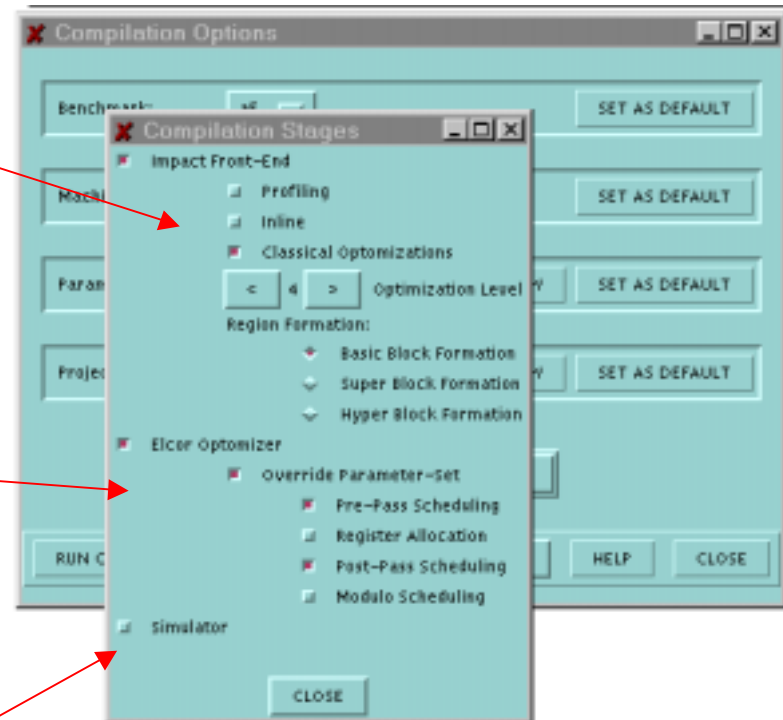 Compilation Options
Benchmark:
SET AS DEFAULT
Compilation Stages
Impact Front-End
Profiling
Inline
Classical Optomizations
< 4 > Optimization Level
Region Formation:
Basic Block Formation
Super Block Formation
Hyper Block Formation
Elcor Optomizer
Override Parameter-Set
Pre-Pass Scheduling
Register Allocation
Post-Pass Scheduling
Modulo Scheduling
Simulator
CLOSE
SET AS DEFAULT
SET AS DEFAULT
SET AS DEFAULT
RUN
HELP
CLOSE